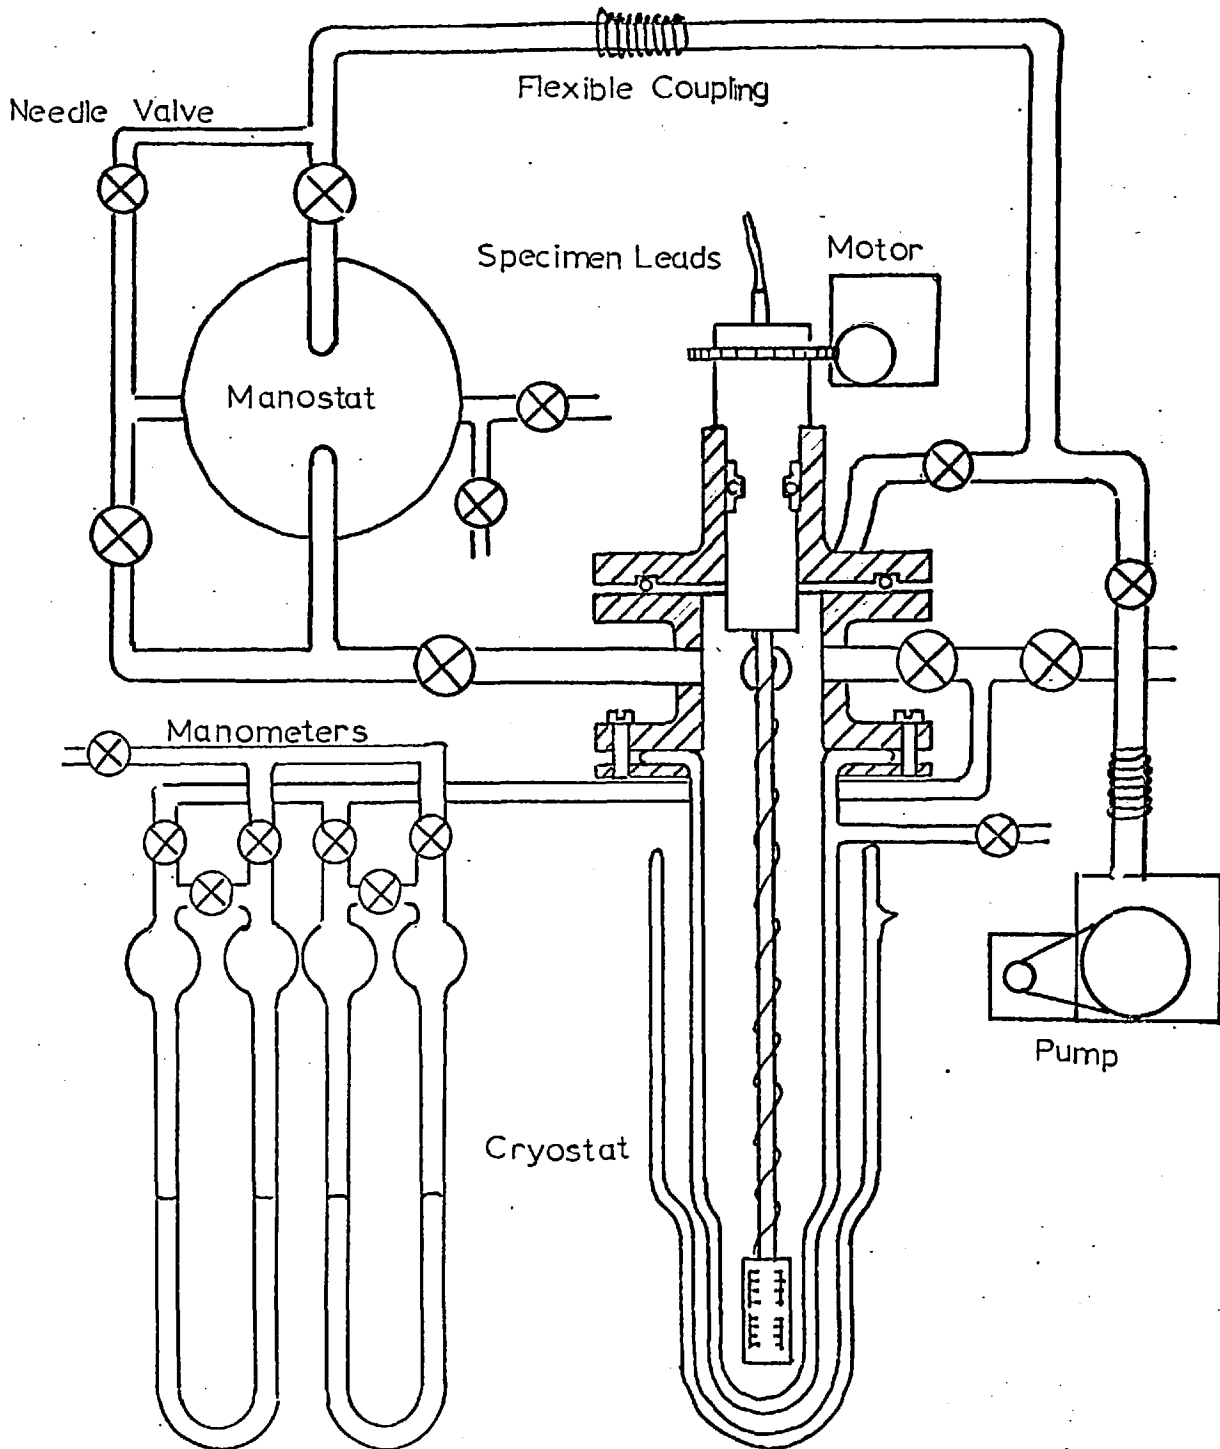 Flexible Coupling
Needle Valve
Specimen Leads
Motor
Manostat
Manometers
Cryostat
Pump